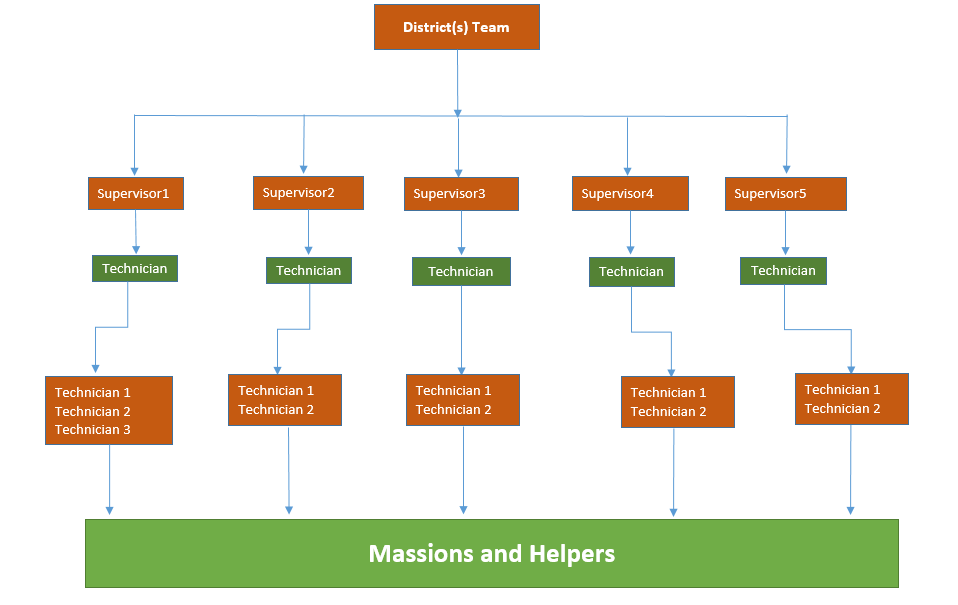 District(s) Team
Supervisor1
Supervisor2
Supervisor3
Supervisor4
Supervisor5
Technician
Technician
Technician
Technician
Technician
Technician 1
Technician 2
Technician 3
Technician 1
Technician 2
Technician 1
Technician 2
Technician 1
Technician 2
Technician 1
Technician 2
Massions and Helpers